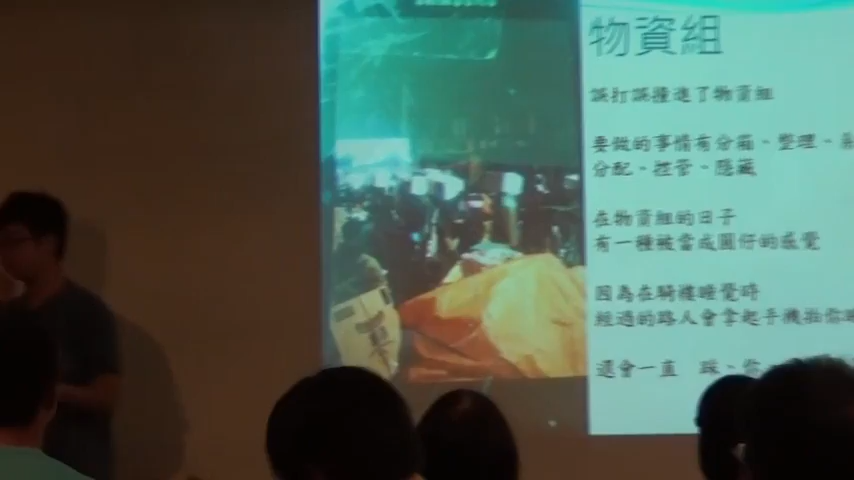 物資組
誤打誤撞進了物資組
要做的事情有分箱、整理、
分配、控管、隱藏
在物資組的日子
有一種被當成圓仔的感覺
因為在騎樓睡覺時
經過的路人會拿起手機拍你
還會一直 踩、你